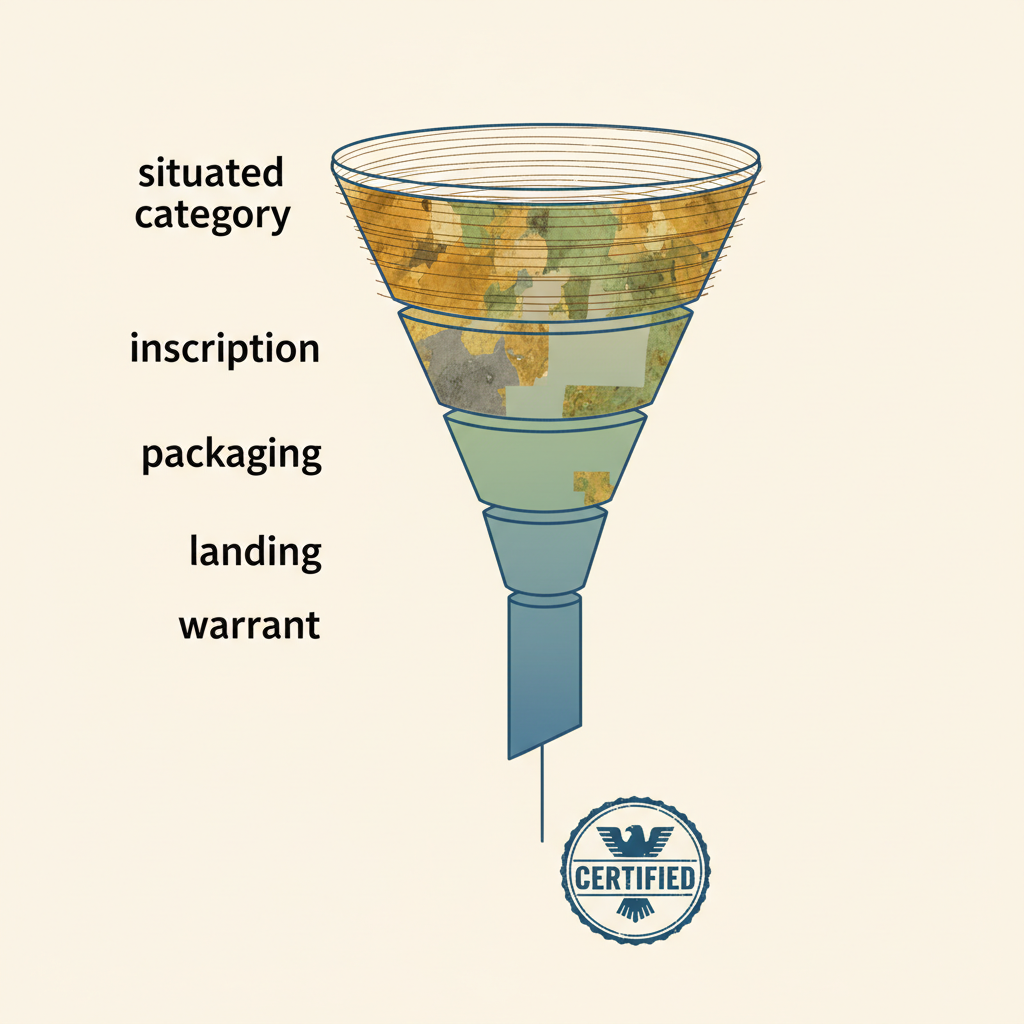 situated
category
inscription
packaging
landing
warrant
CERTIFIED